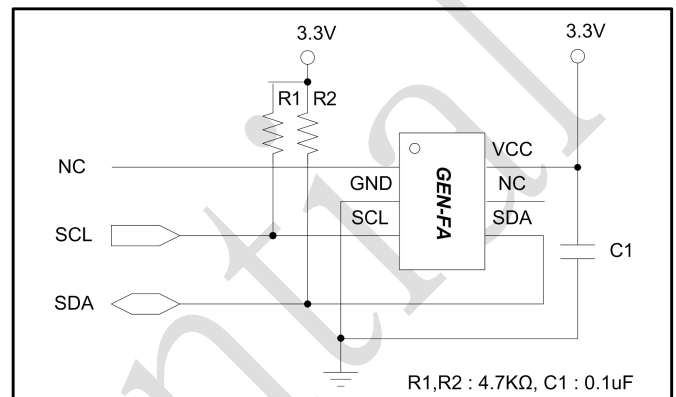 3.3V 3.3V
R1 R2
VCC
NC
GND NC
GEN-FA
SCL SDA
SCL
C1
SDA
R1,R2 : 4.7KΩ, C1 : 0.1uF
ntial